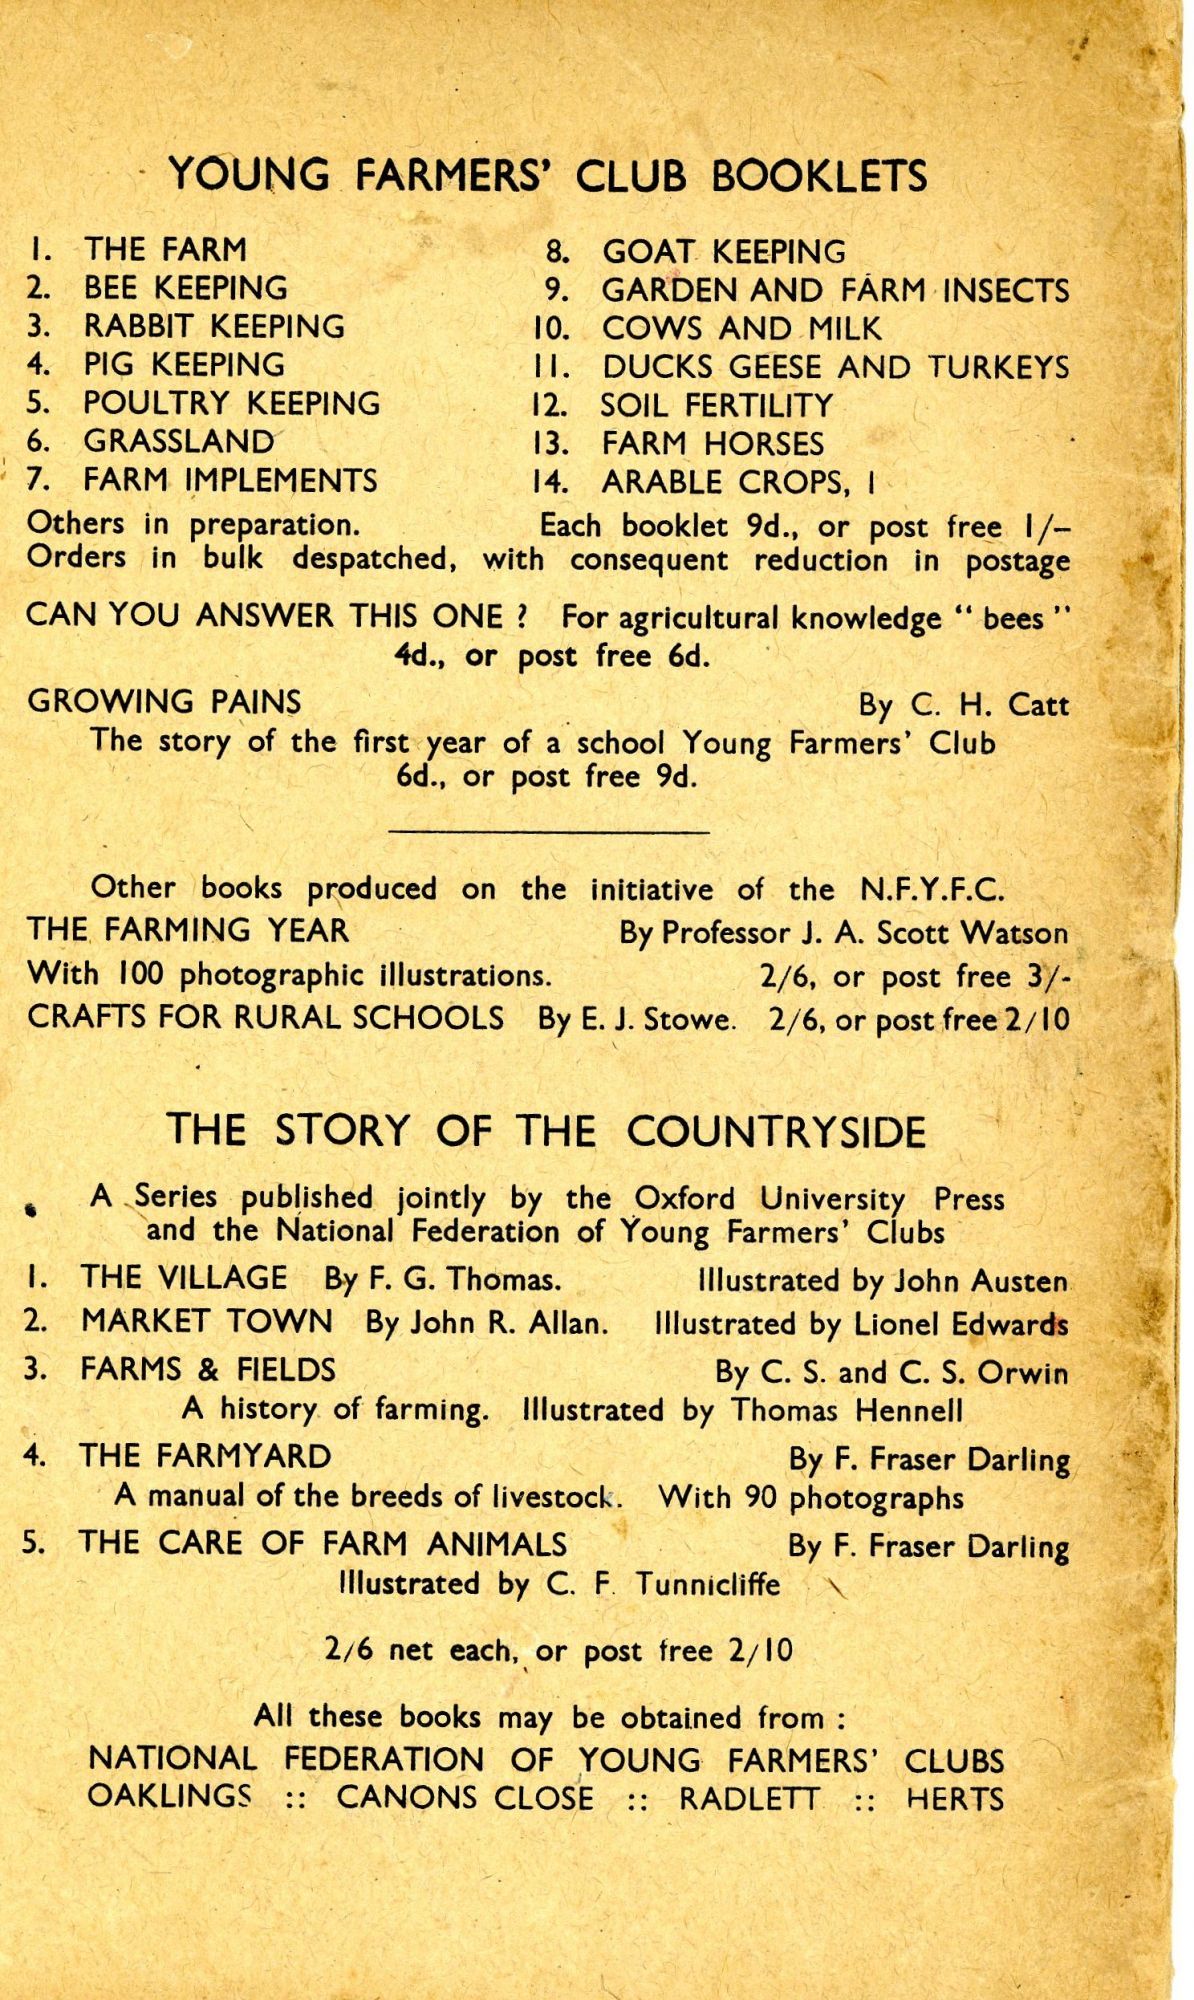 YOUNG FARMERS' CLUB BOOKLETS
1. THE FARM
2. BEE KEEPING
3. RABBIT KEEPING
4. PIG KEEPING
5. POULTRY KEEPING
6. GRASSLAND
7. FARM IMPLEMENTS
8. GOAT KEEPING
9. GARDEN AND FARM INSECTS
10. COWS AND MILK
11. DUCKS GEESE AND TURKEYS
12. SOIL FERTILITY
13. FARM HORSES
14. ARABLE CROPS, I
Others in preparation. Each booklet 9d., or post free 1/–
Orders in bulk despatched, with consequent reduction in postage
CAN YOU ANSWER THIS ONE ? For agricultural knowledge " bees "
4d., or post free 6d.
GROWING PAINS By C. H. Catt
The story of the first year of a school Young Farmers' Club
6d., or post free 9d.
Other books produced on the initiative of the N.F.Y.F.C.
THE FARMING YEAR By Professor J. A. Scott Watson
With 100 photographic illustrations. 2/6, or post free 3/-
CRAFTS FOR RURAL SCHOOLS By E. J. Stowe. 2/6, or post free 2/10
THE STORY OF THE COUNTRYSIDE
A Series published jointly by the Oxford University Press
and the National Federation of Young Farmers' Clubs
1. THE VILLAGE By F. G. Thomas. Illustrated by John Austen
2. MARKET TOWN By John R. Allan. Illustrated by Lionel Edwards
3. FARMS & FIELDS By C. S. and C. S. Orwin
A history of farming. Illustrated by Thomas Hennell
4. THE FARMYARD By F. Fraser Darling
A manual of the breeds of livestock. With 90 photographs
5. THE CARE OF FARM ANIMALS By F. Fraser Darling
Illustrated by C. F. Tunnicliffe
2/6 net each, or post free 2/10
All these books may be obtained from :
NATIONAL FEDERATION OF YOUNG FARMERS' CLUBS
OAKLINGS :: CANONS CLOSE :: RADLETT :: HERTS